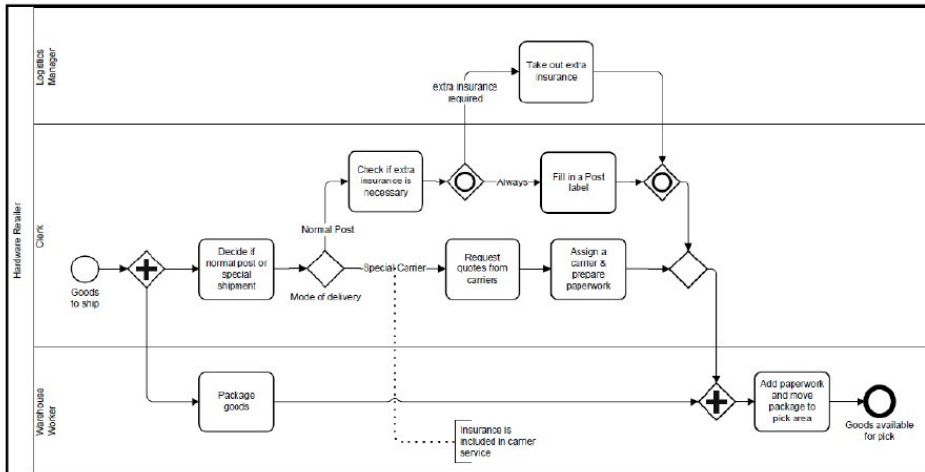 Hardware Retailer
Logistics
Manager
Take out extra
insurance
extra insurance
required
Clerk
Check if extra
insurance is
necessary
Always
Fill in a Post
label
Normal Post
Goods
to ship
Decide if
normal post or
special
shipment
Mode of delivery
Special Carrier
Request
quotes from
carriers
Assign a
carrier &
prepare
paperwork
Warehouse
Worker
Package
goods
Insurance is
included in carrier
service
Add paperwork
and move
package to
pick area
Goods available
for pick